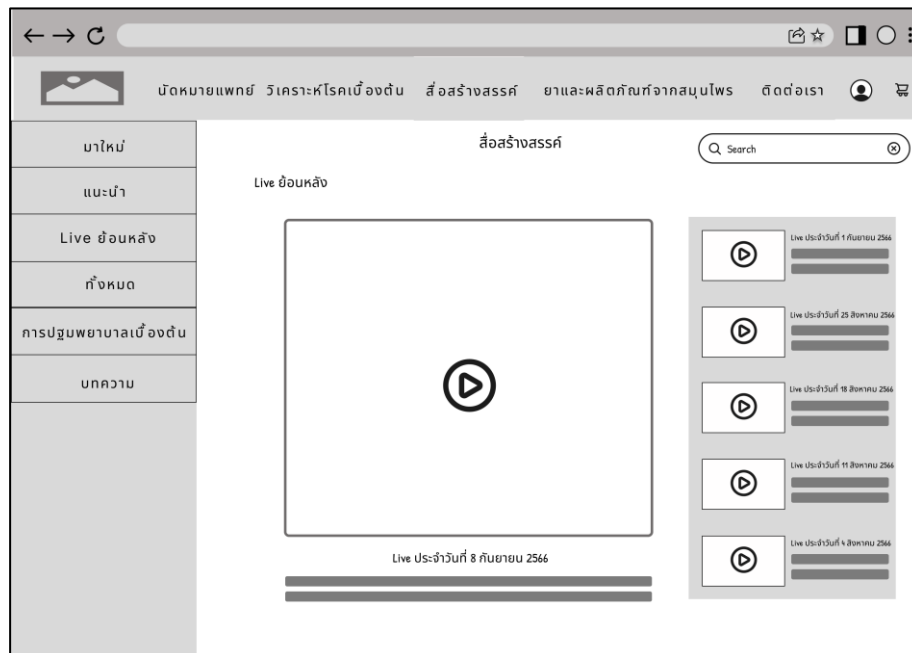 นัดหมายแพทย์ วิเคราะห์โรคเบื้องต้น สื่อสร้างสรรค์ ยาและผลิตภัณฑ์จากสมุนไพร ติดต่อเรา
มาใหม่
แนะนำ
Live ย้อนหลัง
ทั้งหมด
การปฐมพยาบาลเบื้องต้น
บทความ
สื่อสร้างสรรค์
Search
Live ย้อนหลัง
Live ประจำวันที่ 8 กันยายน 2566
Live ประจำวันที่ 1 กันยายน 2566
Live ประจำวันที่ 25 สิงหาคม 2566
Live ประจำวันที่ 18 สิงหาคม 2566
Live ประจำวันที่ 11 สิงหาคม 2566
Live ประจำวันที่ 4 สิงหาคม 2566